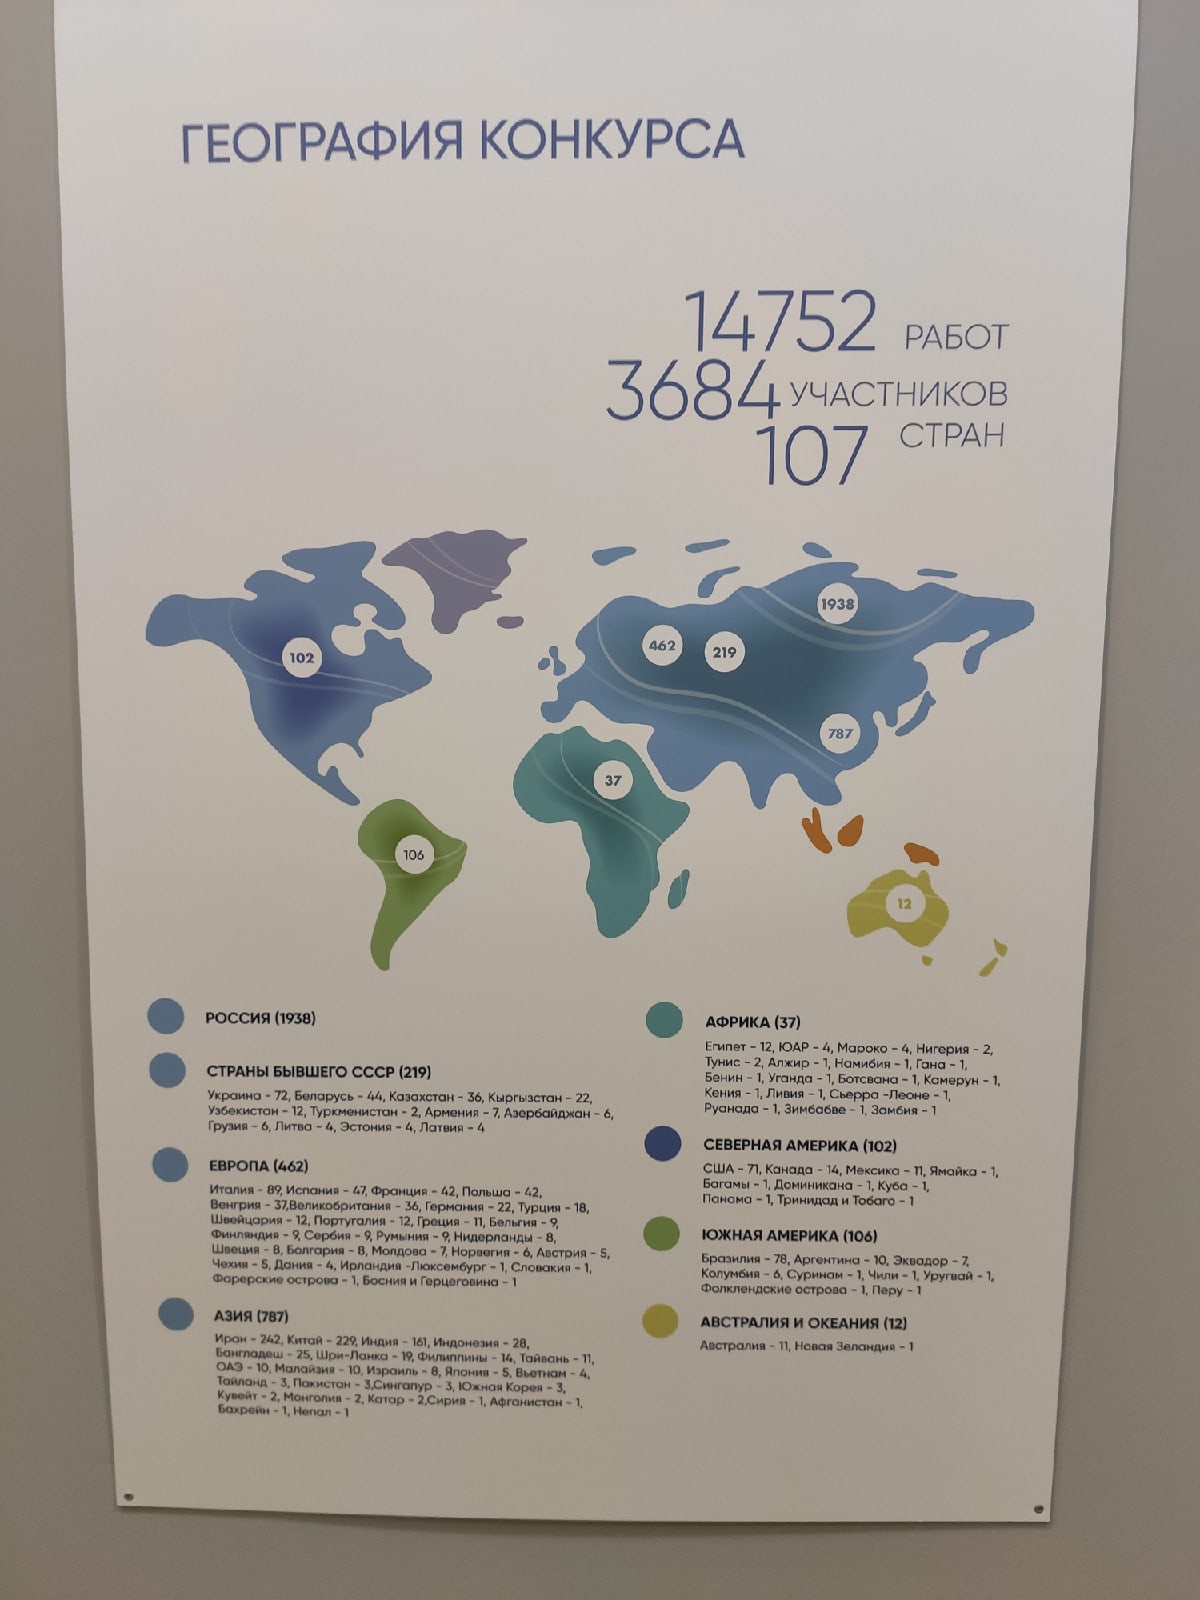 ГЕОГРАФИЯ КОНКУРСА
14752 РАБОТ
3684 УЧАСТНИКОВ
107 СТРАН
1938
462
219
102
787
37
106
12
РОССИЯ (1938)
СТРАНЫ БЫВШЕГО СССР (219)
Украина - 72, Беларусь - 44, Казахстан - 36, Кыргызстан - 22,
Узбекистан - 12, Туркменистан - 2, Армения - 7, Азербайджан - 6,
Грузия - 6, Литва - 4, Эстония - 4, Латвия - 4
ЕВРОПА (462)
Италия - 89, Испания - 47, Франция - 42, Польша - 42,
Венгрия - 37,Великобритания - 36, Германия - 22, Турция - 18,
Швейцария - 12, Португалия - 12, Греция - 11, Бельгия - 9,
Финляндия - 9, Сербия - 9, Румыния - 9, Нидерланды - 8,
Швеция - 8, Болгария - 8, Молдова - 7, Норвегия - 6, Австрия - 5,
Чехия - 5, Дания - 4, Ирландия -Люксембург - 1, Словакия - 1,
Фарерские острова - 1, Босния и Герцеговина - 1
АЗИЯ (787)
Иран - 242, Китай - 229, Индия - 161, Индонезия - 28,
Бангладеш - 25, Шри-Ланка - 19, Филиппины - 14, Тайвань - 11,
ОАЭ - 10, Малайзия - 10, Израиль - 8, Япония - 5, Вьетнам - 4,
Тайланд - 3, Пакистан - 3,Сингапур - 3, Южная Корея - 3,
Кувейт - 2, Монголия - 2, Катар - 2,Сирия - 1, Афганистан - 1,
Бахрейн - 1, Непал - 1
АФРИКА (37)
Египет - 12, ЮАР - 4, Мароко - 4, Нигерия - 2,
Тунис - 2, Алжир - 1, Намибия - 1, Гана - 1,
Бенин - 1, Уганда - 1, Ботсвана - 1, Камерун - 1,
Кения - 1, Ливия - 1, Сьерра -Леоне - 1,
Руанада - 1, Зимбабве - 1, Замбия - 1
СЕВЕРНАЯ АМЕРИКА (102)
США - 71, Канада - 14, Мексика - 11, Ямайка - 1,
Багамы - 1, Доминикана - 1, Куба - 1,
Панама - 1, Тринидад и Тобаго - 1
ЮЖНАЯ АМЕРИКА (106)
Бразилия - 78, Аргентина - 10, Эквадор - 7,
Колумбия - 6, Суринам - 1, Чили - 1, Уругвай - 1,
Фолклендские острова - 1, Перу - 1
АВСТРАЛИЯ И ОКЕАНИЯ (12)
Австралия - 11, Новая Зеландия - 1